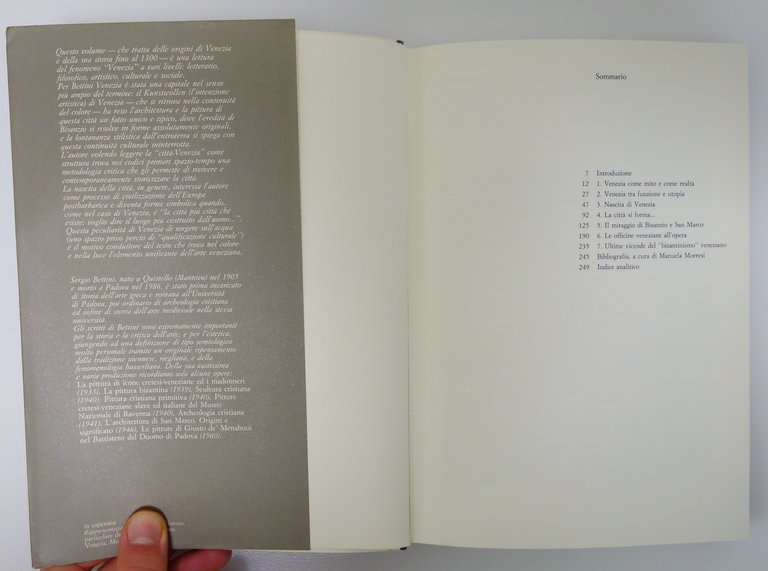 Questo volume — che tratta delle origini di Venezia
e della sua storia fino al 1300 — è una lettura
del fenomeno "Venezia" a vari livelli: letterario,
filosofico, artistico, culturale e sociale.
Per Bettini Venezia è stata una capitale nel senso
più ampio del termine: il Kunstwollen (l'intenzione
artistica) di Venezia — che si ritrova nella continuità
del colore — ha reso l'architettura e la pittura di
questa città un fatto unico e tipico, dove l'eredità di
Bisanzio si risolve in forme assolutamente originali,
e la lontananza stilistica dall'entroterra si spiega con
questa continuità culturale ininterrotta.
L'autore volendo leggere la "città-Venezia" come
struttura trova nei codici primari spazio-tempo una
metodologia critica che gli permette di rivivere e
contemporaneamente storicizzare la città.
La nascita della città, in genere, interessa l'autore
come processo di civilizzazione dell'Europa
postbarbarica e diventa forma simbolica quando,
come nel caso di Venezia, è "la città più città che
esiste: voglio dire il luogo più costruito dall'uomo...".
Questa peculiarità di Venezia di sorgere sull'acqua
(uno spazio privo perciò di "qualificazione culturale")
è il motivo conduttore del testo che trova nel colore
e nella luce l'elemento unificante dell'arte veneziana.
Sergio Bettini, nato a Quistello (Mantova) nel 1905
e morto a Padova nel 1986, è stato prima incaricato
di storia dell'arte greca e romana all'Università
di Padova, poi ordinario di archeologia cristiana
ed infine di storia dell'arte medievale nella stessa
università.
Gli scritti di Bettini sono estremamente importanti
per la storia e la critica dell'arte, e per l'estetica,
giungendo ad una definizione di tipo semiologico
molto personale tramite un originale ripensamento
della tradizione viennese, riegliana, e della
fenomenologia husserliana. Della sua vastissima
e varia produzione ricordiamo solo alcune opere:
La pittura di icone cretesi-veneziane ed i madonneri
(1933), La pittura bizantina (1939), Scultura cristiana
(1940), Pittura cristiana primitiva (1940), Pitture
cretesi-veneziane slave ed italiane del Museo
Nazionale di Ravenna (1940), Archeologia cristiana
(1941), L'architettura di San Marco. Origini e
significato (1946), Le pitture di Giusto de' Menabuoi
nel Battistero del Duomo di Padova (1960).
in copertina
Venezia,
particolare
Venezia,
Sommario
7 Introduzione
12 1. Venezia come mito e come realtà
27 2. Venezia tra funzione e utopia
47 3. Nascita di Venezia
92 4. La città si forma...
125 5. Il miraggio di Bisanzio e San Marco
190 6. Le officine veneziane all'opera
235 7. Ultime vicende del "bizantinismo" veneziano
245 Bibliografia, a cura di Manuela Morresi
249 Indice analitico